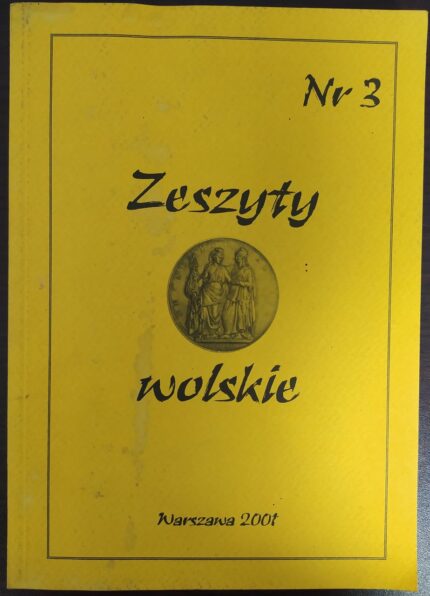 Nr 3
Zeszyty
wolskie
Warszawa 2001